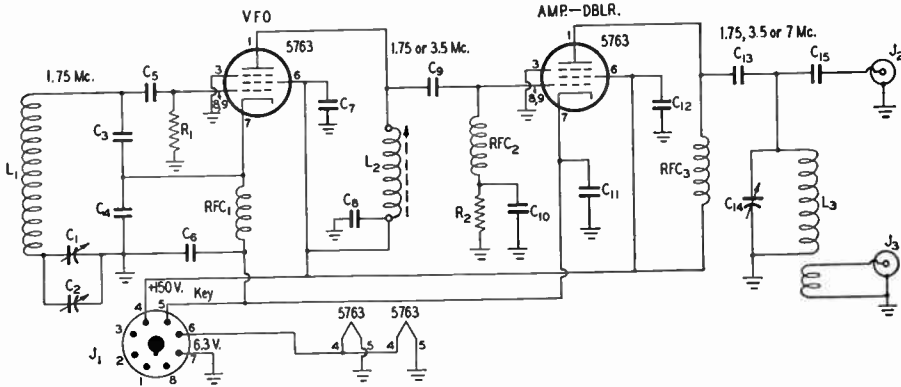 VFO
AMP.-DBLR.
1 5763
1 5763
1.75 Mc.
C5
3
8,9
6
7
C7
1.75 or 3.5 Mc.
C9
3
8,9
6
7
C12
1.75, 3.5 or 7 Mc.
C13
C15
J2
L1
C3
R1
C4
RFC1
C6
C8
L2
RFC2
R2
C10
C11
RFC3
C14
L3
J3
C1
C2
+150 V.
Key
4 5
3 6
6.3 V.
2 7
1 8
J1
5763 5763
4 5 4 5